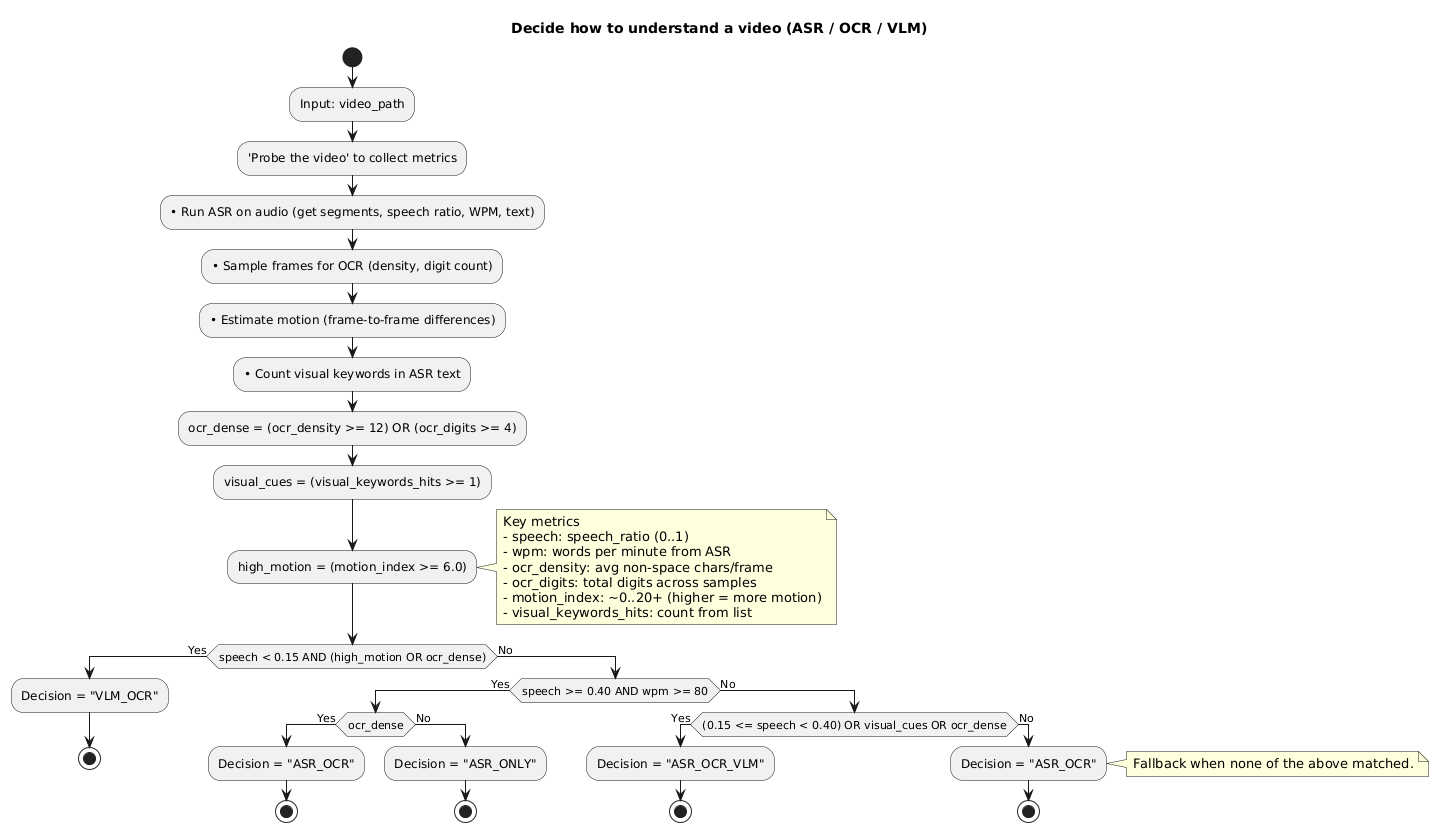 Decide how to understand a video (ASR / OCR / VLM)
Input: video_path
'Probe the video' to collect metrics
• Run ASR on audio (get segments, speech ratio, WPM, text)
• Sample frames for OCR (density, digit count)
• Estimate motion (frame-to-frame differences)
• Count visual keywords in ASR text
ocr_dense = (ocr_density >= 12) OR (ocr_digits >= 4)
visual_cues = (visual_keywords_hits >= 1)
high_motion = (motion_index >= 6.0)
Key metrics
- speech: speech_ratio (0..1)
- wpm: words per minute from ASR
- ocr_density: avg non-space chars/frame
- ocr_digits: total digits across samples
- motion_index: ~0..20+ (higher = more motion)
- visual_keywords_hits: count from list
Yes
speech < 0.15 AND (high_motion OR ocr_dense)
No
Decision = "VLM_OCR"
Yes
speech >= 0.40 AND wpm >= 80
No
Yes
ocr_dense
No
Yes
(0.15 <= speech < 0.40) OR visual_cues OR ocr_dense
No
Decision = "ASR_OCR"
Decision = "ASR_ONLY"
Decision = "ASR_OCR_VLM"
Decision = "ASR_OCR"
Fallback when none of the above matched.